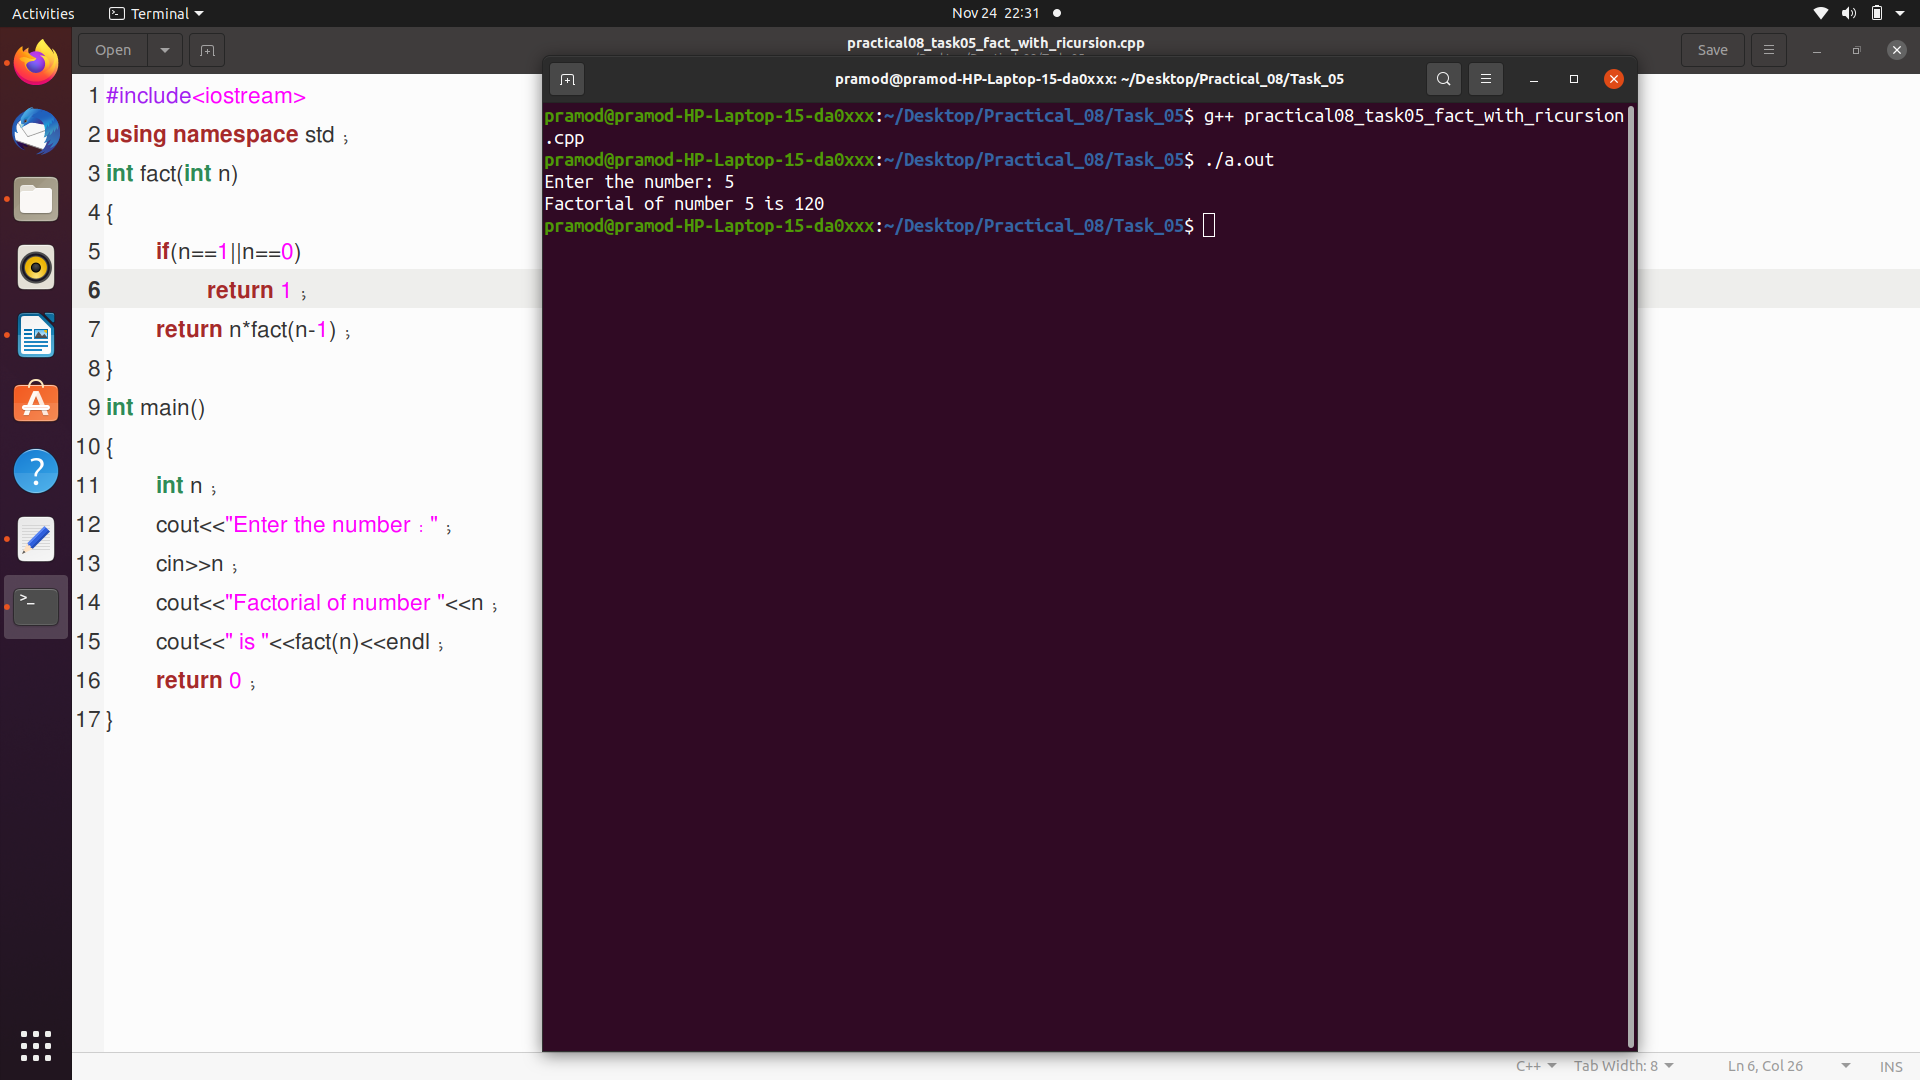 Activities Terminal Nov 24 22:31
Open practical08_task05_fact_with_ricursion.cpp Save
pramod@pramod-HP-Laptop-15-da0xxx: ~/Desktop/Practical_08/Task_05
1 #include<iostream>
2 using namespace std ;
3 int fact(int n)
4 {
5 if(n==1||n==0)
6 return 1 ;
7 return n*fact(n-1) ;
8 }
9 int main()
10 {
11 int n ;
12 cout<<"Enter the number : " ;
13 cin>>n ;
14 cout<<"Factorial of number "<<n ;
15 cout<<" is "<<fact(n)<<endl ;
16 return 0 ;
17 }
pramod@pramod-HP-Laptop-15-da0xxx:~/Desktop/Practical_08/Task_05$ g++ practical08_task05_fact_with_ricursion
.cpp
pramod@pramod-HP-Laptop-15-da0xxx:~/Desktop/Practical_08/Task_05$ ./a.out
Enter the number: 5
Factorial of number 5 is 120
pramod@pramod-HP-Laptop-15-da0xxx:~/Desktop/Practical_08/Task_05$
C++ Tab Width: 8 Ln 6, Col 26 INS